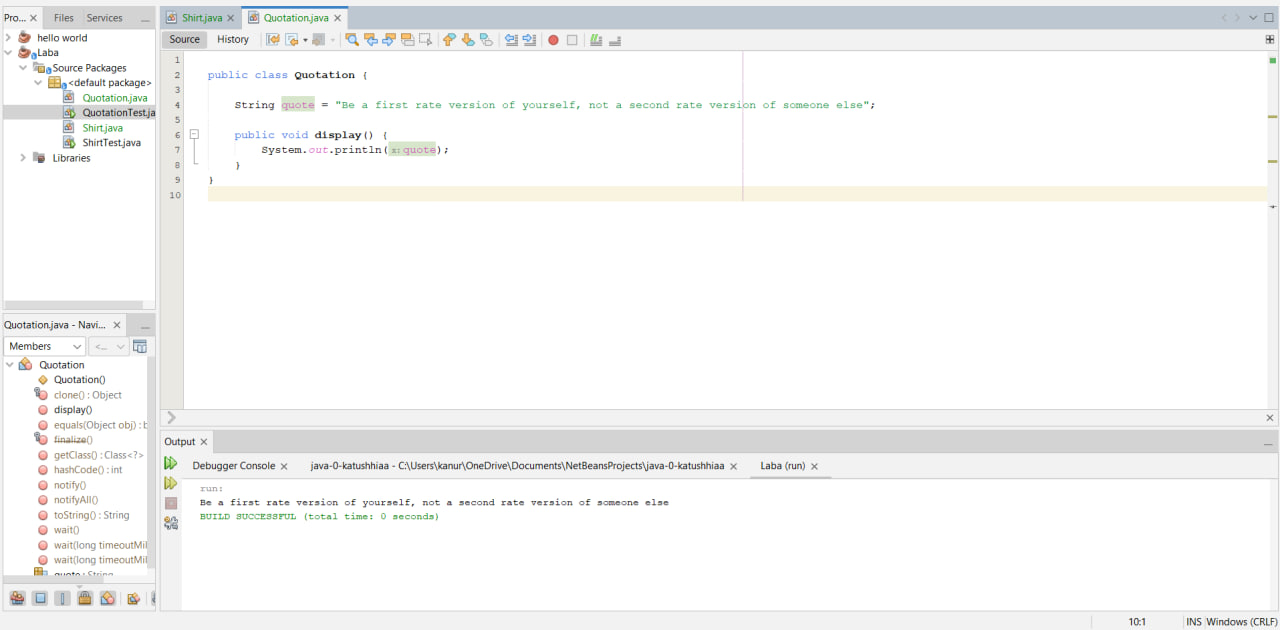 Pro... Files Services
Shirt.java Quotation.java
Source History
hello world
Laba
Source Packages
<default package>
Quotation.java
QuotationTest.ja
Shirt.java
ShirtTest.java
Libraries
1
2 public class Quotation {
3
4 String quote = "Be a first rate version of yourself, not a second rate version of someone else";
5
6 public void display() {
7 System.out.println(x: quote);
8 }
9 }
10
Quotation.java - Navi...
Members <...
Quotation
Quotation()
clone() : Object
display()
equals(Object obj) : b
finalize()
getClass() : Class<?>
hashCode() : int
notify()
notifyAll()
toString() : String
wait()
wait(long timeoutMil
wait(long timeoutMil
quote : String
Output
Debugger Console java-0-katushhiaa - C:\Users\kanur\OneDrive\Documents\NetBeansProjects\java-0-katushhiaa Laba (run)
run:
Be a first rate version of yourself, not a second rate version of someone else
BUILD SUCCESSFUL (total time: 0 seconds)
10:1 INS Windows (CRLF)